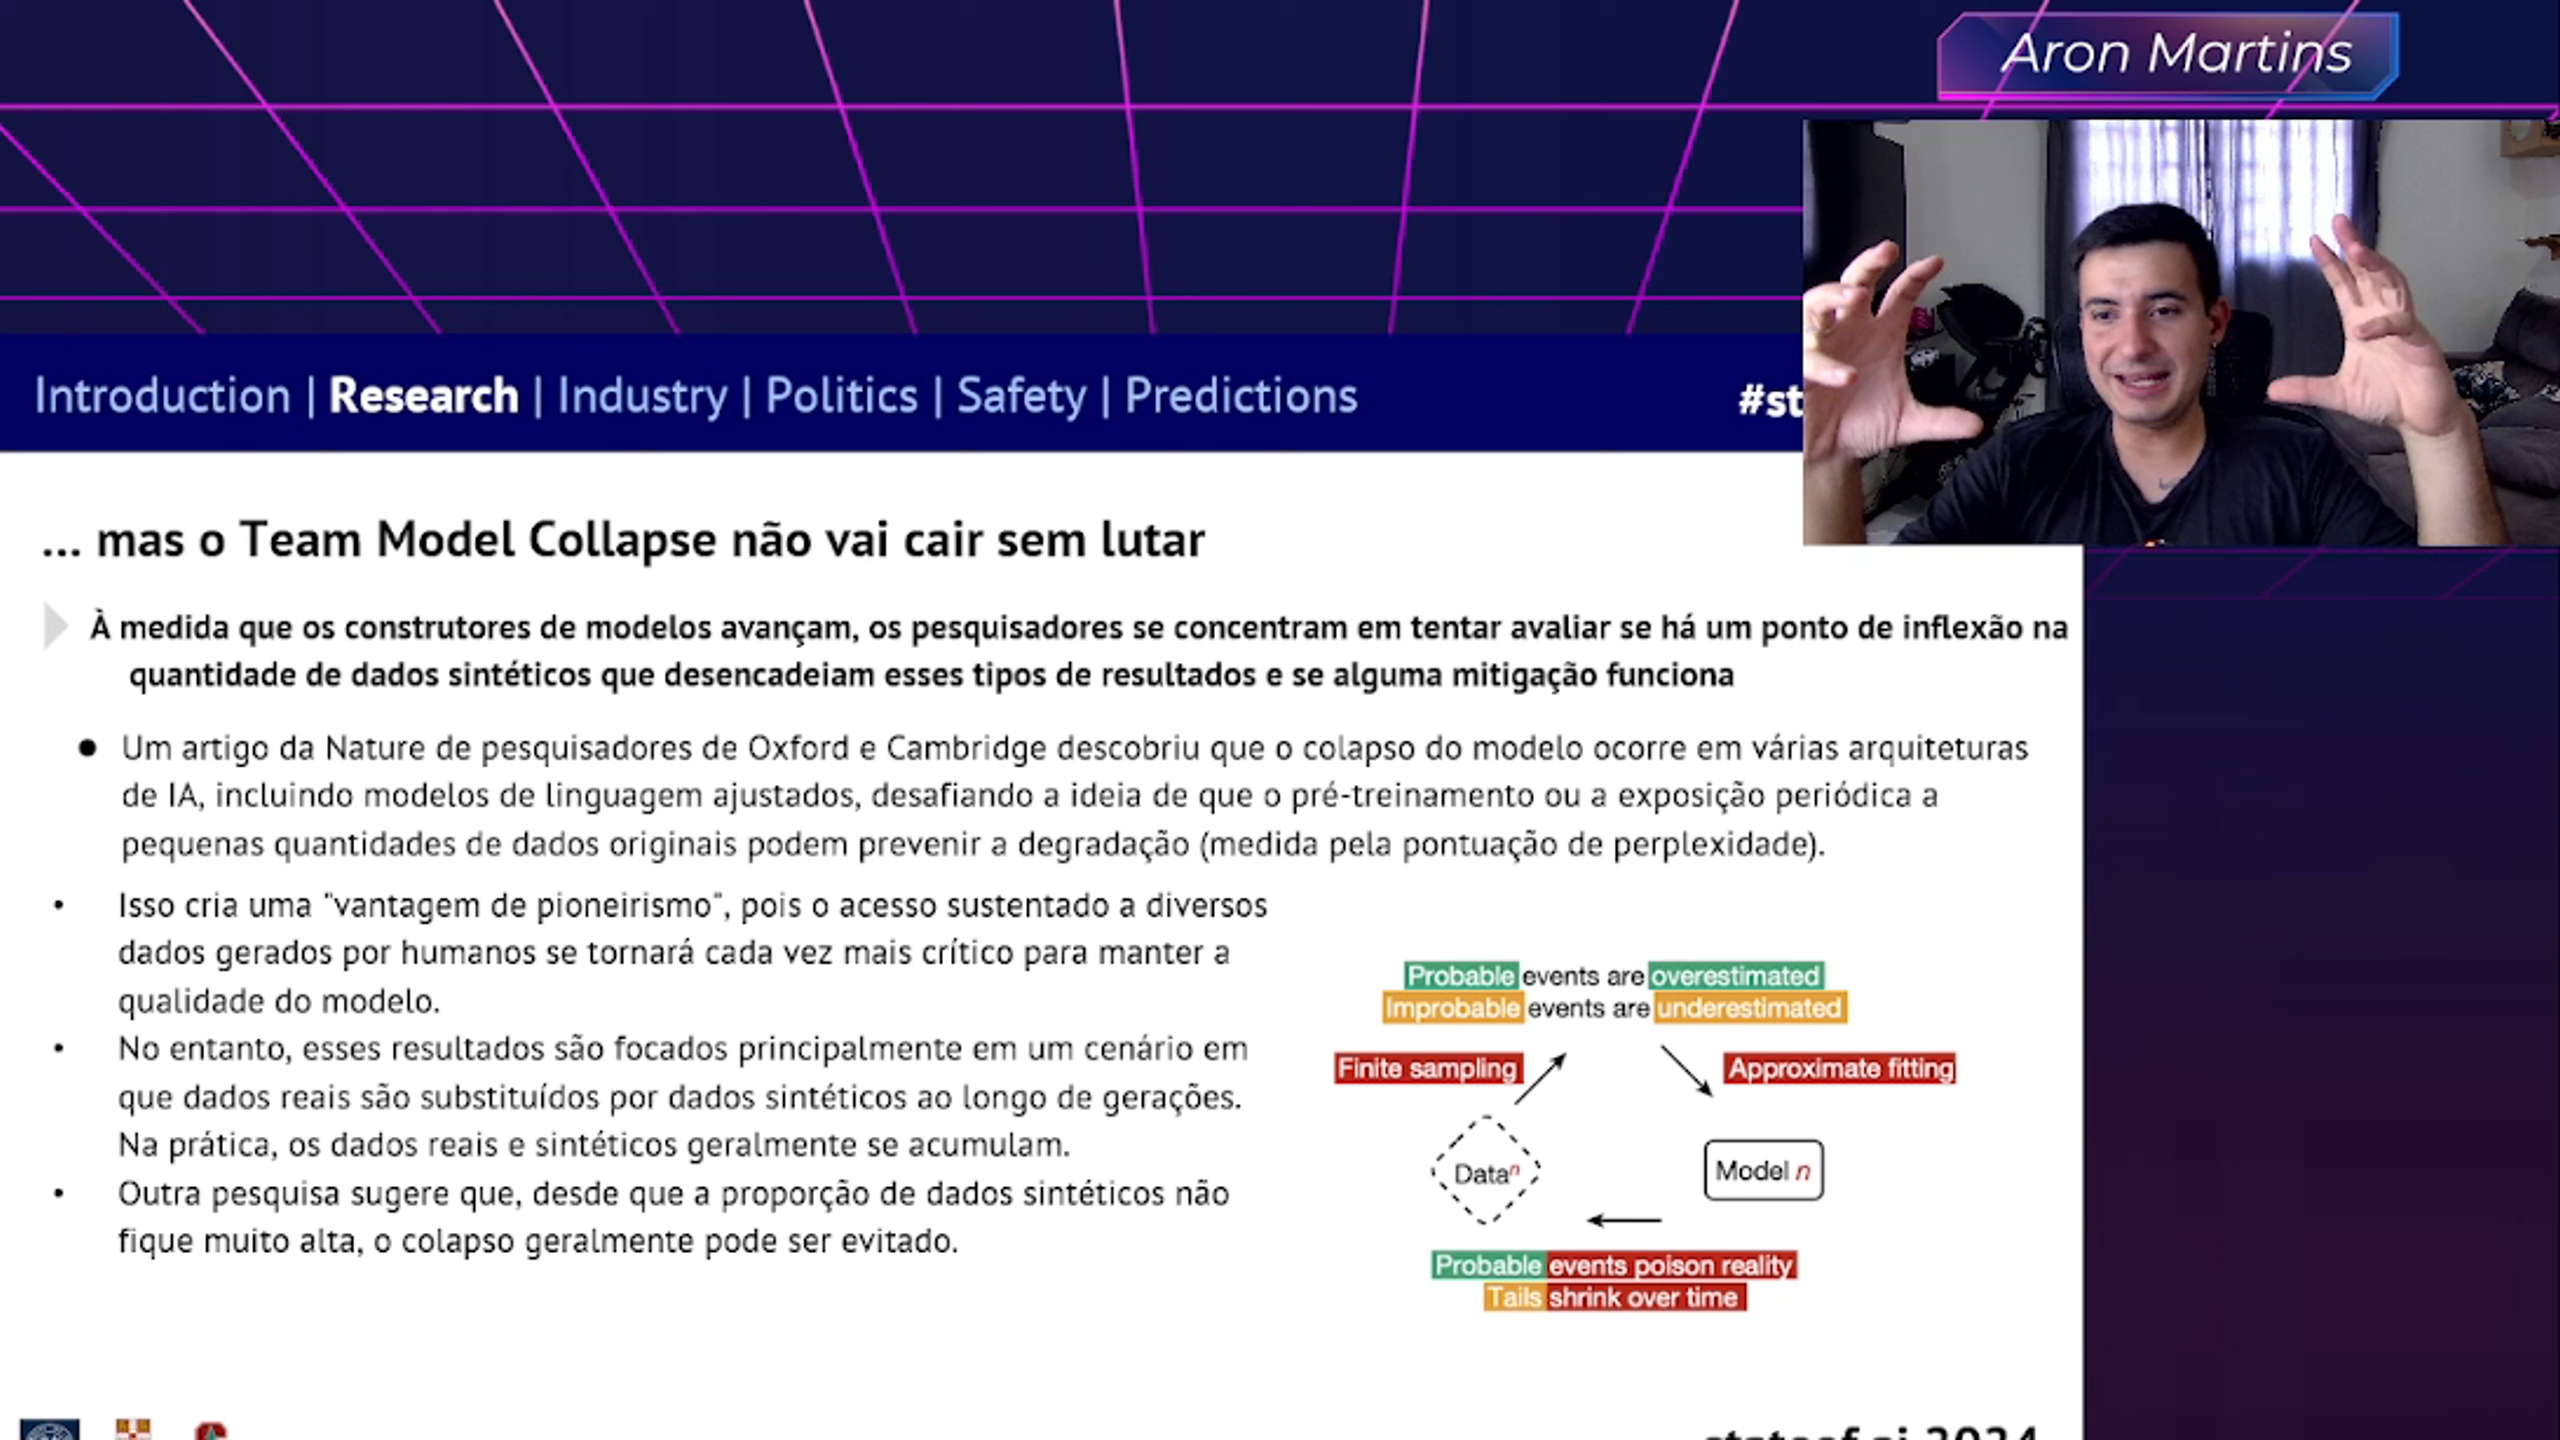 Aron Martins
Introduction | Research | Industry | Politics | Safety | Predictions
#st
... mas o Team Model Collapse não vai cair sem lutar
À medida que os construtores de modelos avançam, os pesquisadores se concentram em tentar avaliar se há um ponto de inflexão na
quantidade de dados sintéticos que desencadeiam esses tipos de resultados e se alguma mitigação funciona
● Um artigo da Nature de pesquisadores de Oxford e Cambridge descobriu que o colapso do modelo ocorre em várias arquiteturas
de IA, incluindo modelos de linguagem ajustados, desafiando a ideia de que o pré-treinamento ou a exposição periódica a
pequenas quantidades de dados originais podem prevenir a degradação (medida pela pontuação de perplexidade).
• Isso cria uma "vantagem de pioneirismo", pois o acesso sustentado a diversos
dados gerados por humanos se tornará cada vez mais crítico para manter a
qualidade do modelo.
• No entanto, esses resultados são focados principalmente em um cenário em
que dados reais são substituídos por dados sintéticos ao longo de gerações.
Na prática, os dados reais e sintéticos geralmente se acumulam.
• Outra pesquisa sugere que, desde que a proporção de dados sintéticos não
fique muito alta, o colapso geralmente pode ser evitado.
Probable events are overestimated
Improbable events are underestimated
Finite sampling
Approximate fitting
Dataⁿ
Model n
Probable events poison reality
Tails shrink over time
stateof.ai 2024